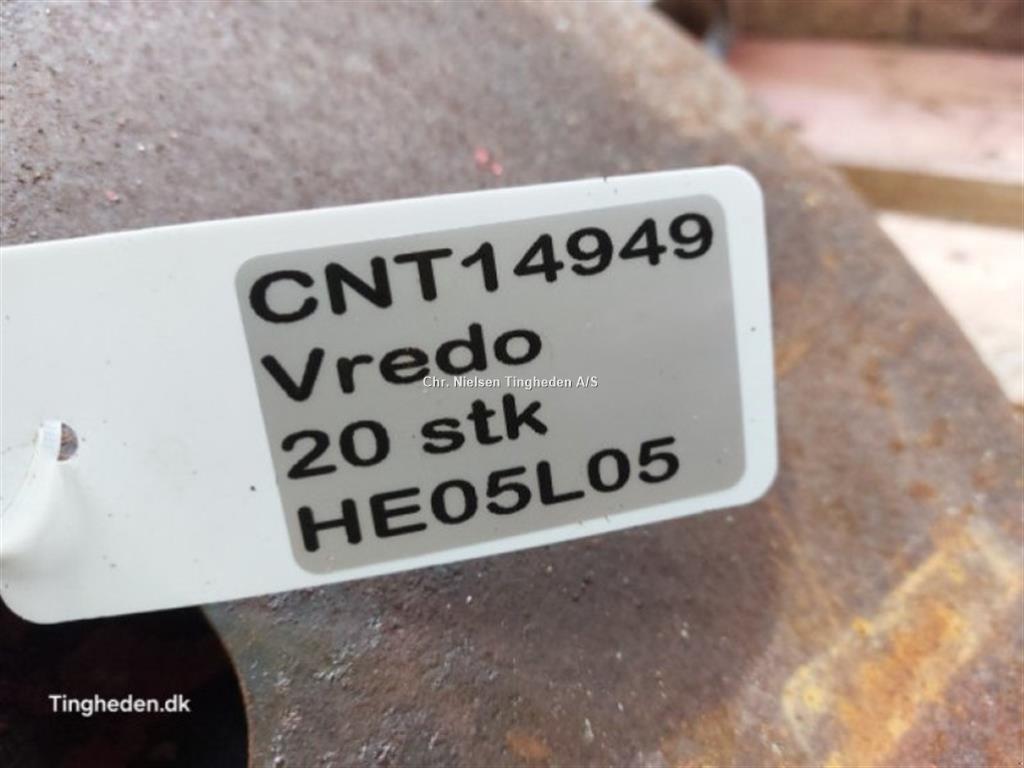 CNT14949
Vredo
Chr. Nielsen Tingheden A/S
20 stk
HE05L05
Tingheden.dk